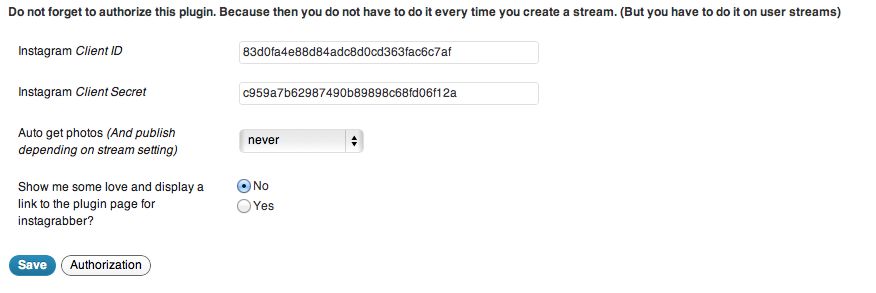 Do not forget to authorize this plugin. Because then you do not have to do it every time you create a stream. (But you have to do it on user streams)
Instagram Client ID
83d0fa4e88d84adc8d0cd363fac6c7af
Instagram Client Secret
c959a7b62987490b89898c68fd06f12a
Auto get photos (And publish
depending on stream setting)
never
Show me some love and display a
link to the plugin page for
instagrabber?
No
Yes
Save Authorization